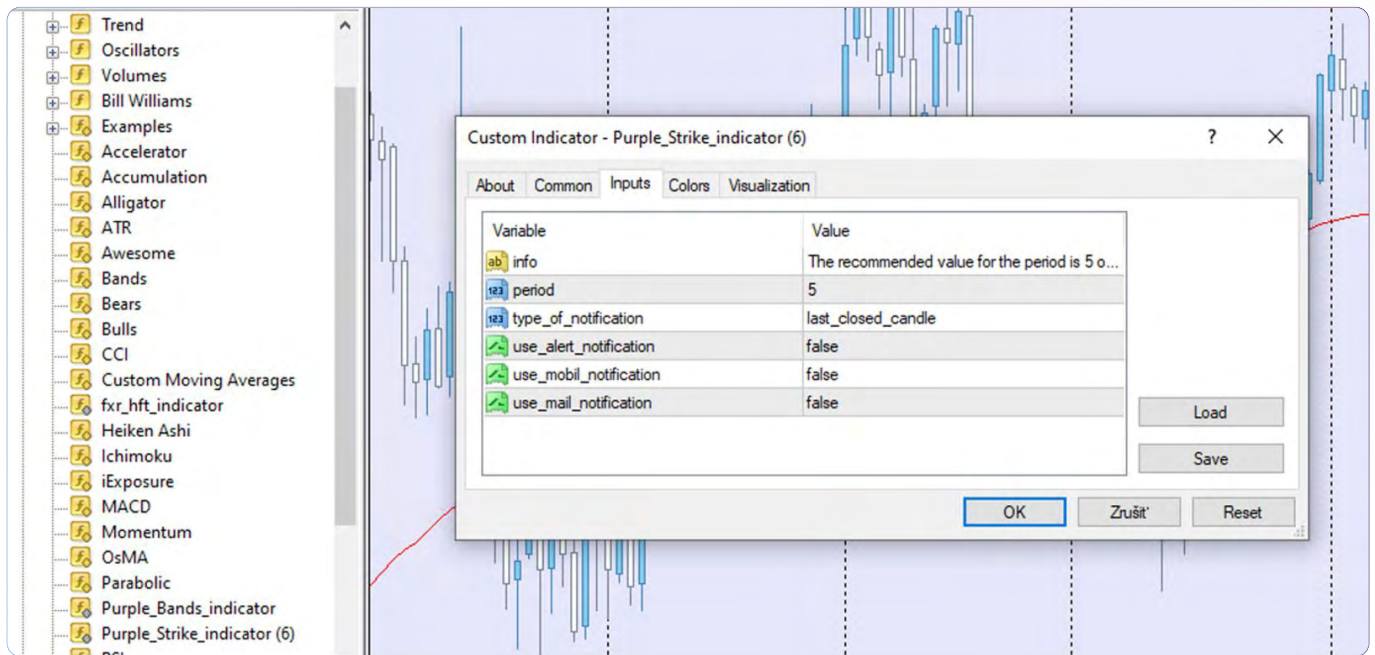 Trend
Oscillators
Volumes
Bill Williams
Examples
Accelerator
Accumulation
Alligator
ATR
Awesome
Bands
Bears
Bulls
CCI
Custom Moving Averages
fxr_hft_indicator
Heiken Ashi
Ichimoku
iExposure
MACD
Momentum
OsMA
Parabolic
Purple_Bands_indicator
Purple_Strike_indicator (6)
Custom Indicator - Purple_Strike_indicator (6) ?
About Common Inputs Colors Visualization
Variable Value
ab info The recommended value for the period is 5 o...
123 period 5
123 type_of_notification last_closed_candle
use_alert_notification false
use_mobil_notification false
use_mail_notification false
Load
Save
OK Zrušiť Reset